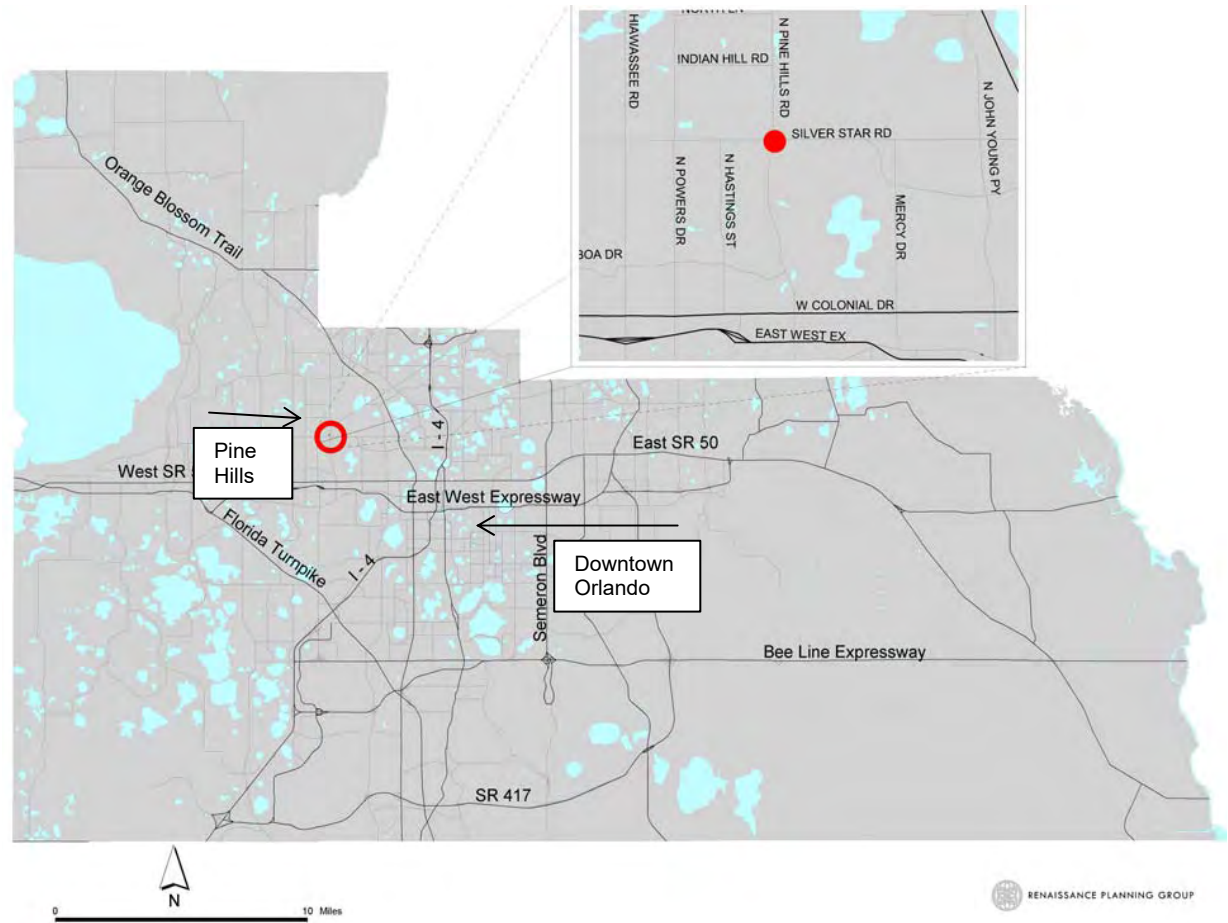 NORTH LN
HIAWASSEE RD
INDIAN HILL RD
N PINE HILLS RD
SILVER STAR RD
N JOHN YOUNG PY
N POWERS DR
N HASTINGS ST
MERCY DR
BOA DR
W COLONIAL DR
EAST WEST EX
Orange Blossom Trail
I - 4
Pine
Hills
East SR 50
West SR
East West Expressway
Florida Turnpike
I - 4
Downtown
Orlando
Semeron Blvd
Bee Line Expressway
SR 417
N
0 10 Miles
RENAISSANCE PLANNING GROUP